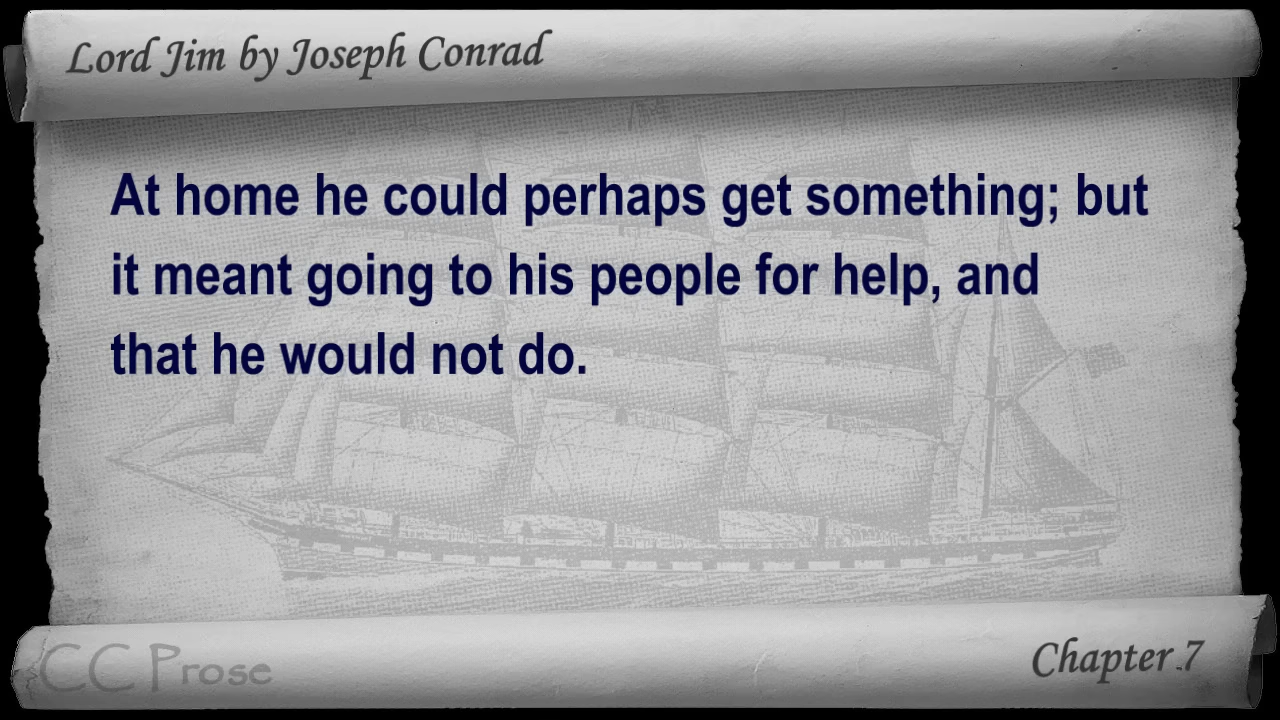 Lord Jim by Joseph Conrad
At home he could perhaps get something; but
it meant going to his people for help, and
that he would not do.
CC Prose
Chapter 7